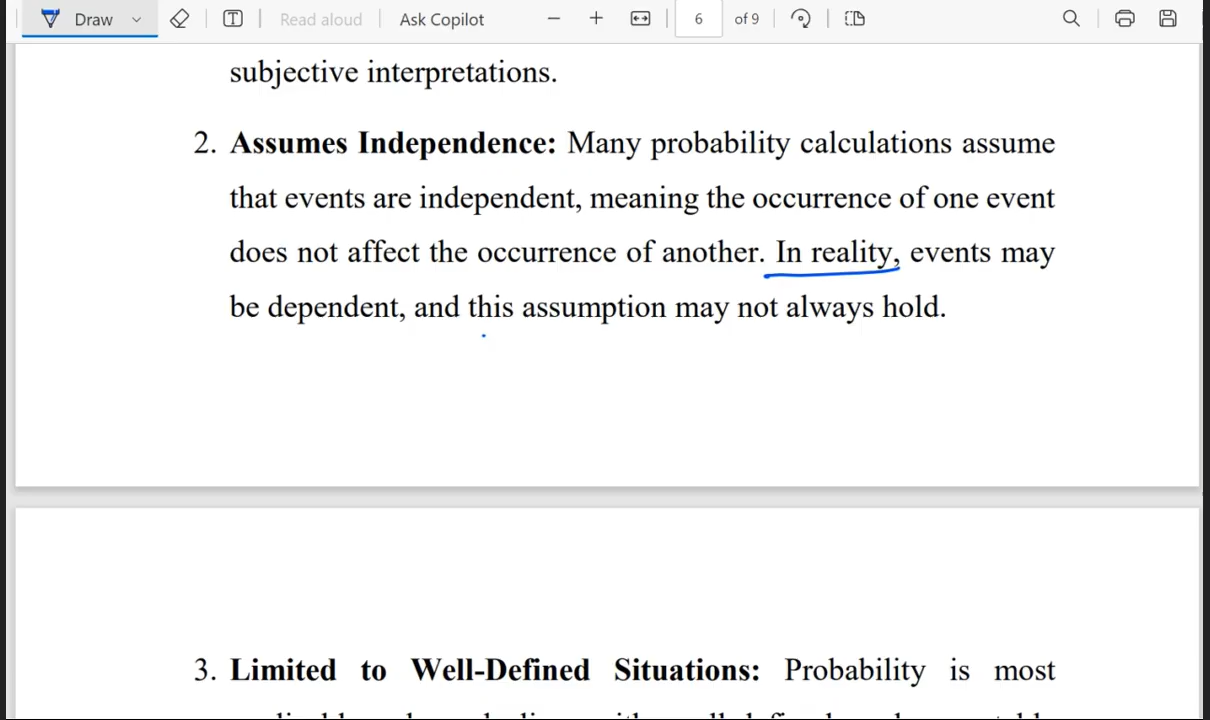 Draw Read aloud Ask Copilot 6 of 9
subjective interpretations.
2. Assumes Independence: Many probability calculations assume
that events are independent, meaning the occurrence of one event
does not affect the occurrence of another. In reality, events may
be dependent, and this assumption may not always hold.
3. Limited to Well-Defined Situations: Probability is most